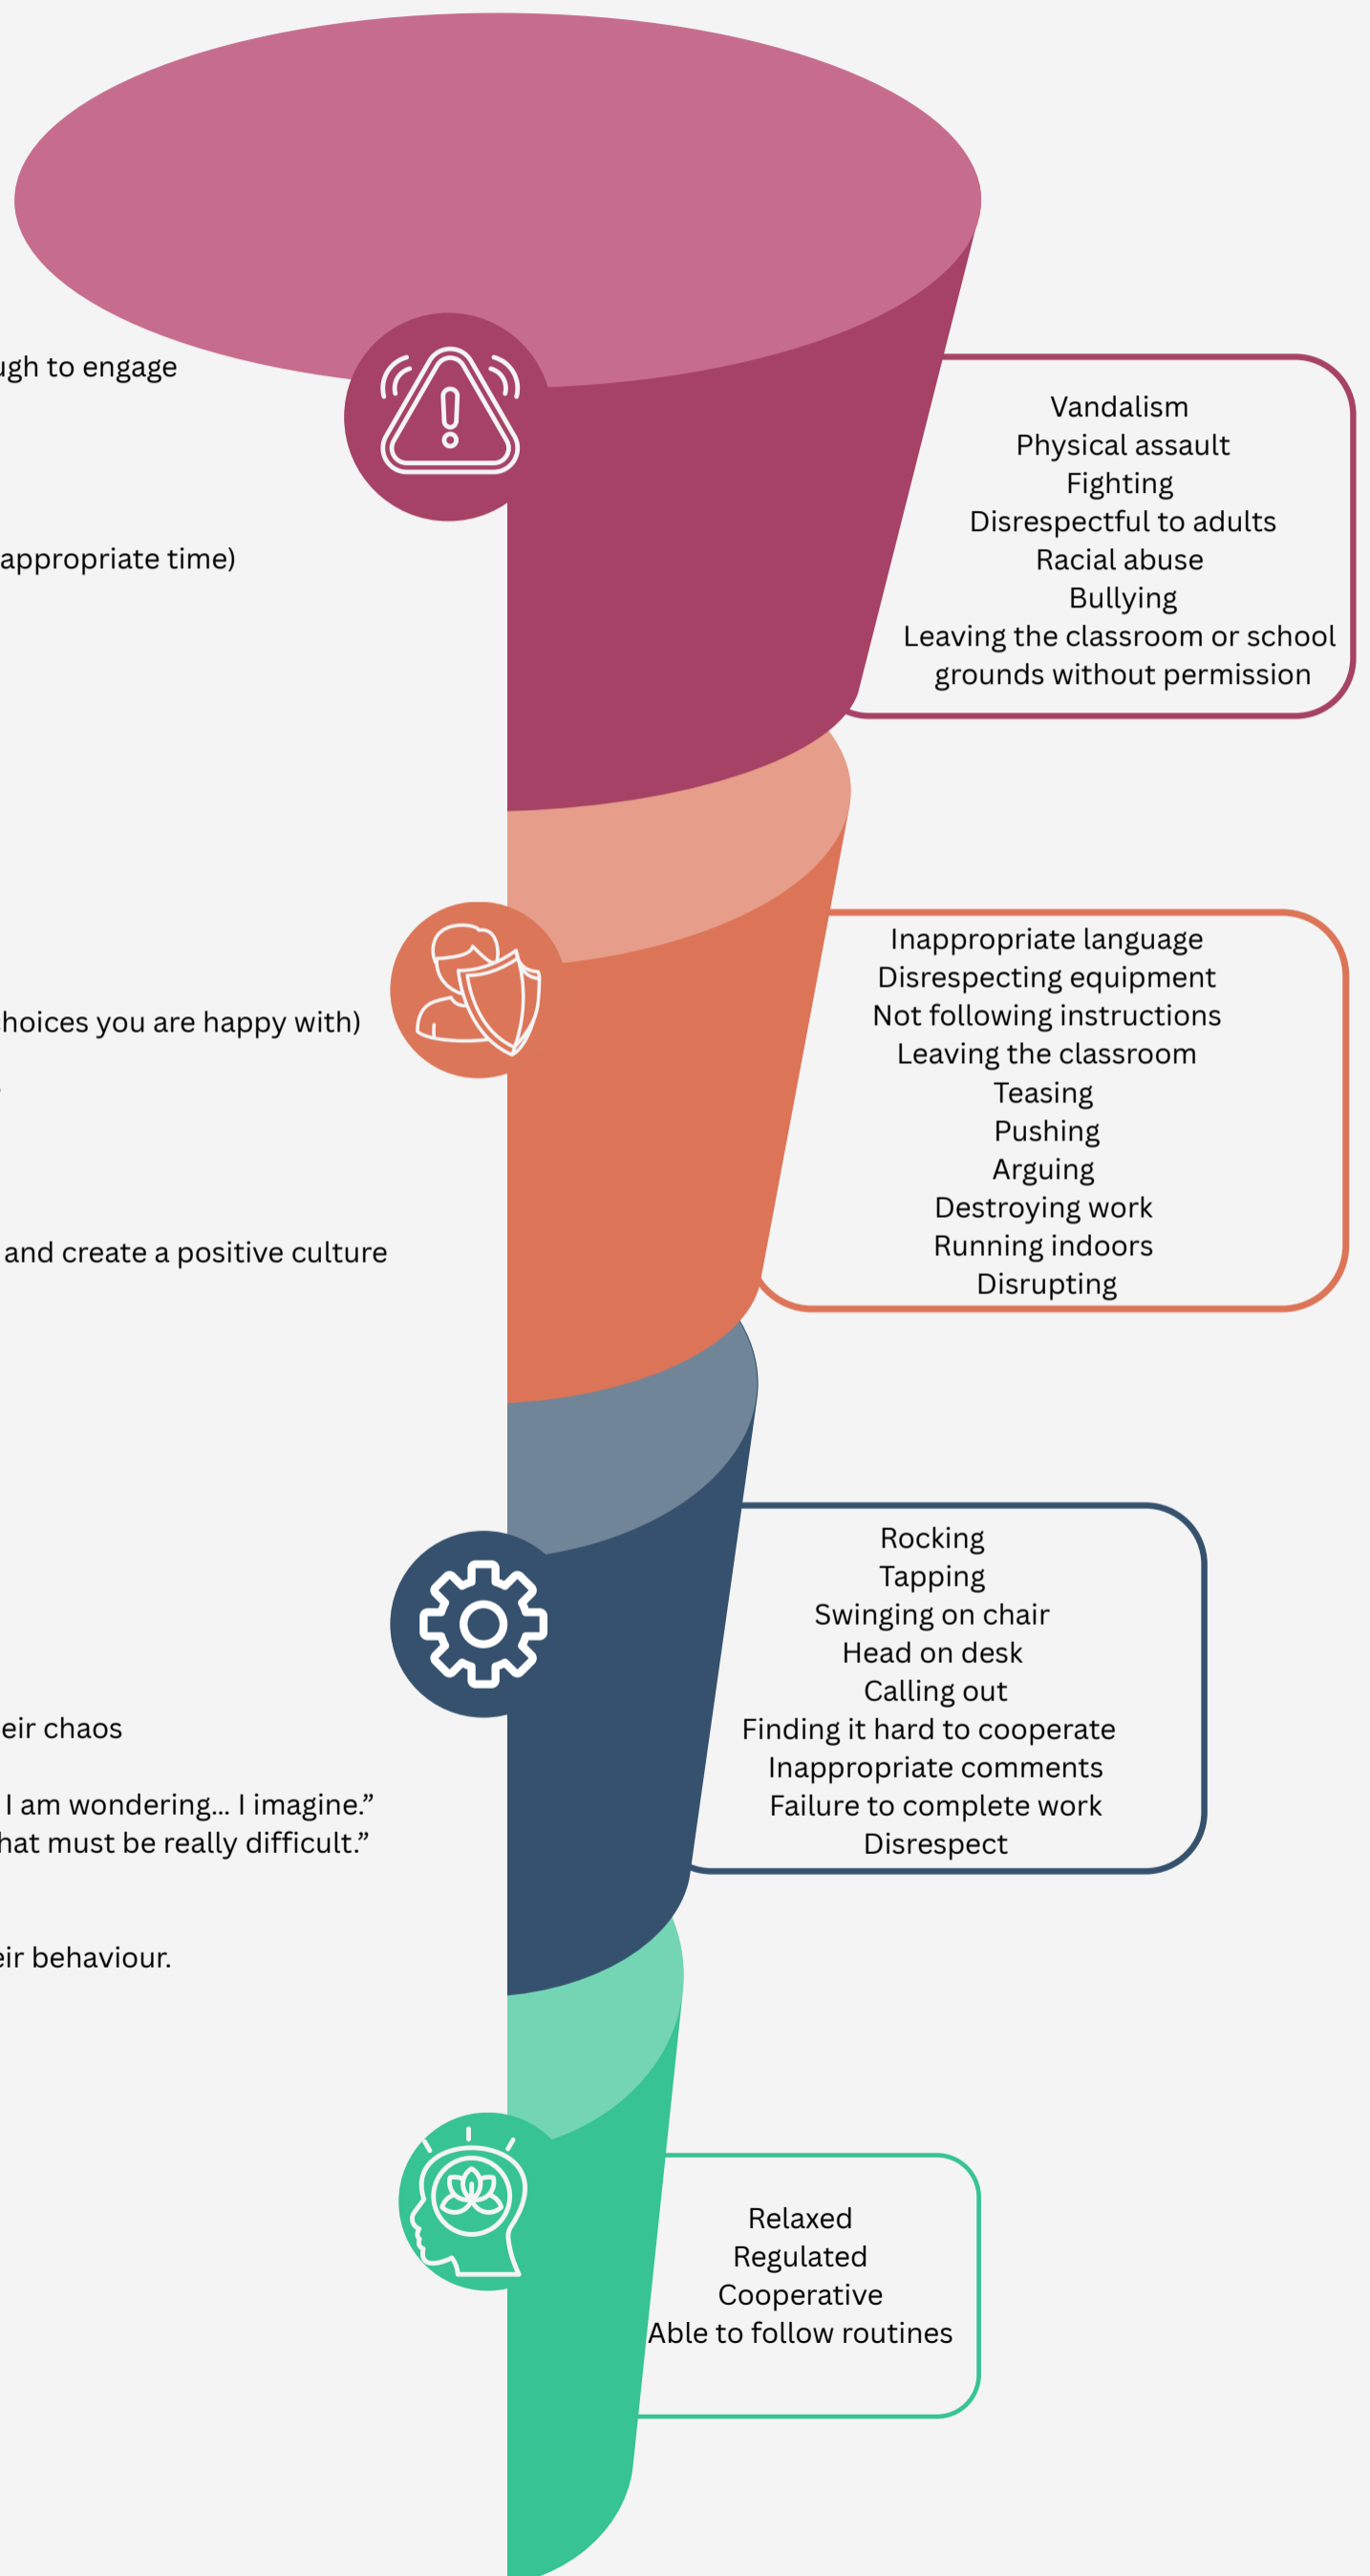 ugh to engage
appropriate time)
Vandalism
Physical assault
Fighting
Disrespectful to adults
Racial abuse
Bullying
Leaving the classroom or school
grounds without permission
choices you are happy with)
and create a positive culture
Inappropriate language
Disrespecting equipment
Not following instructions
Leaving the classroom
Teasing
Pushing
Arguing
Destroying work
Running indoors
Disrupting
eir chaos
I am wondering... I imagine.”
hat must be really difficult.”
eir behaviour.
Rocking
Tapping
Swinging on chair
Head on desk
Calling out
Finding it hard to cooperate
Inappropriate comments
Failure to complete work
Disrespect
Relaxed
Regulated
Cooperative
Able to follow routines